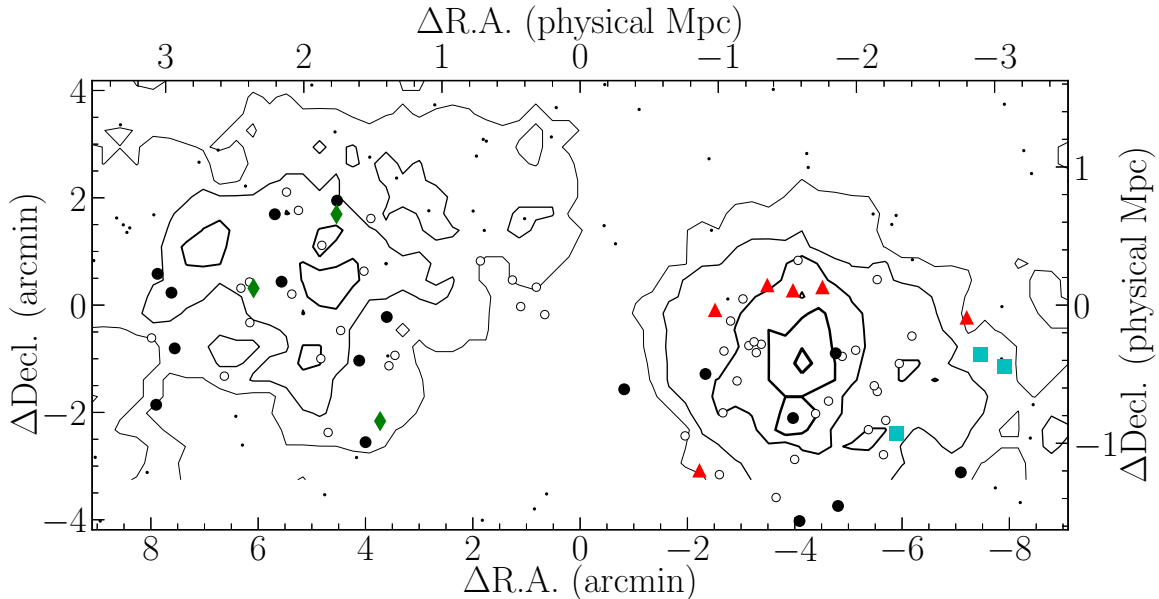 ΔR.A. (physical Mpc)
3 2 1 0 −1 −2 −3
4
2
0
−2
−4
ΔDecl. (arcmin)
1
0
−1
ΔDecl. (physical Mpc)
8 6 4 2 0 −2 −4 −6 −8
ΔR.A. (arcmin)